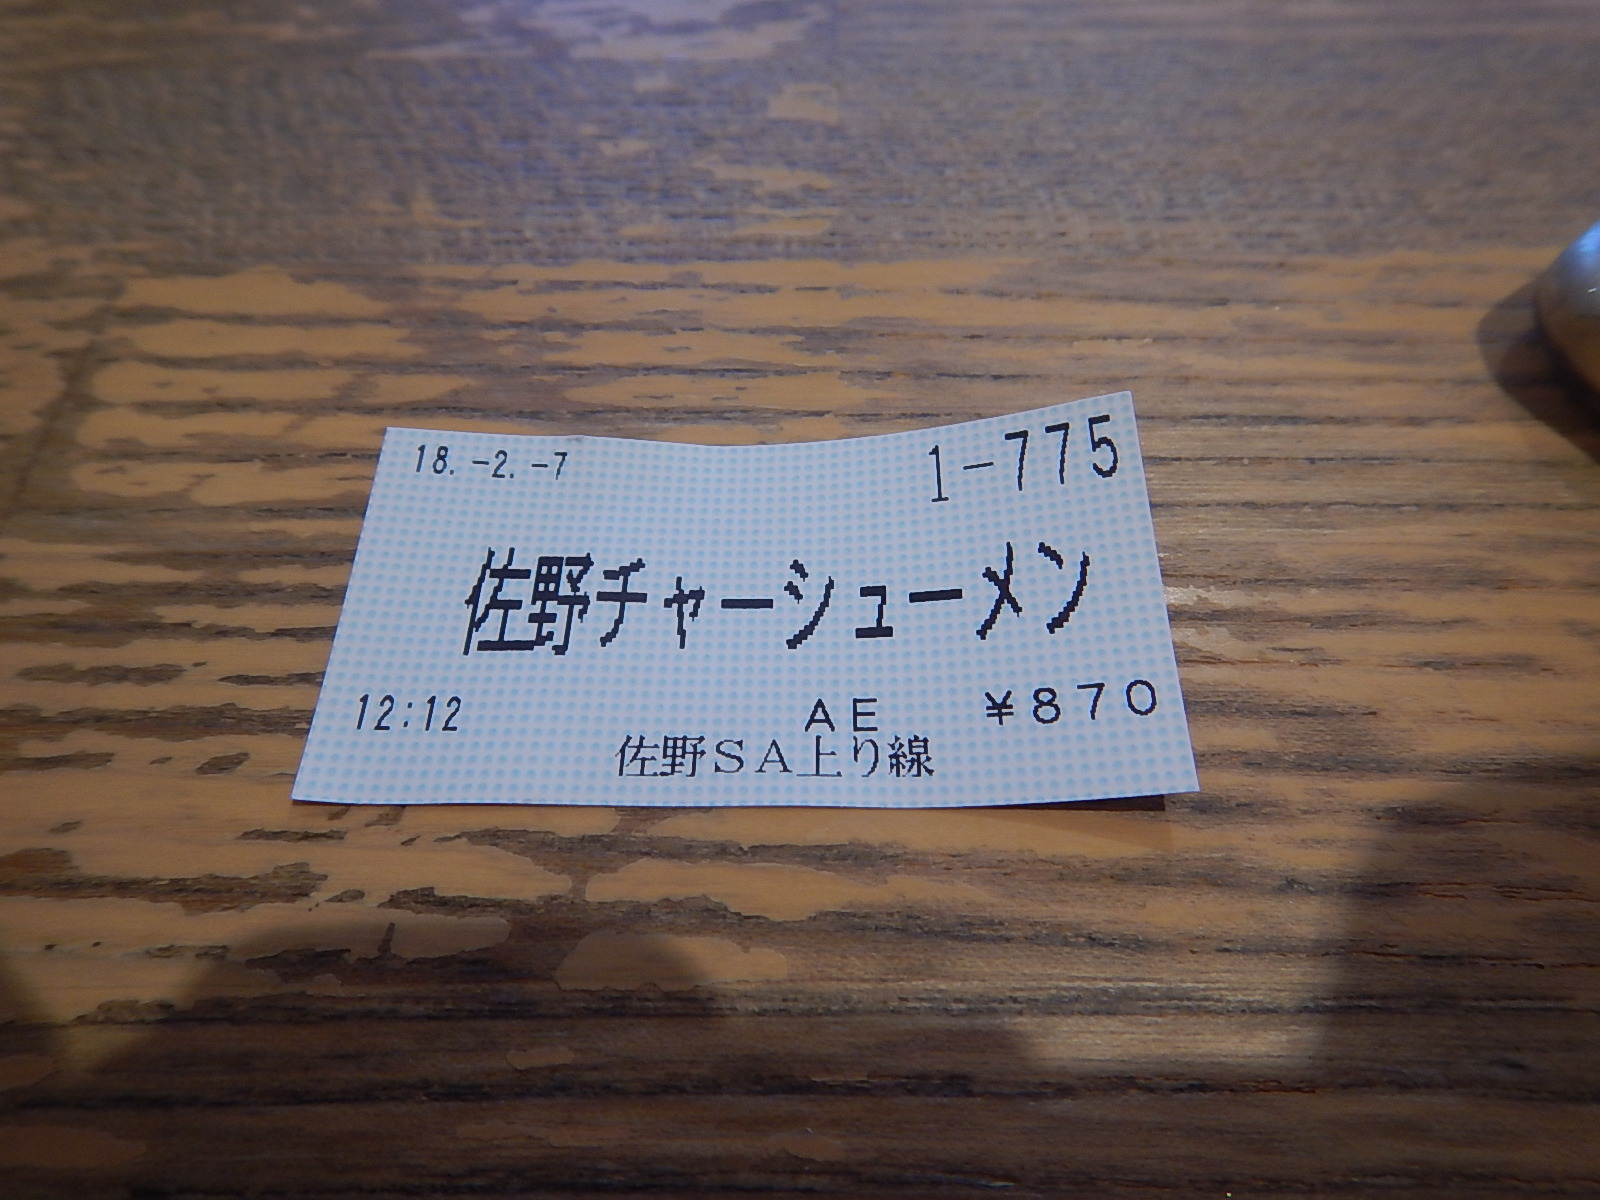 18.-2.-7 1-775
佐野チャーシューメン
12:12 AE ¥870
佐野SA上り線